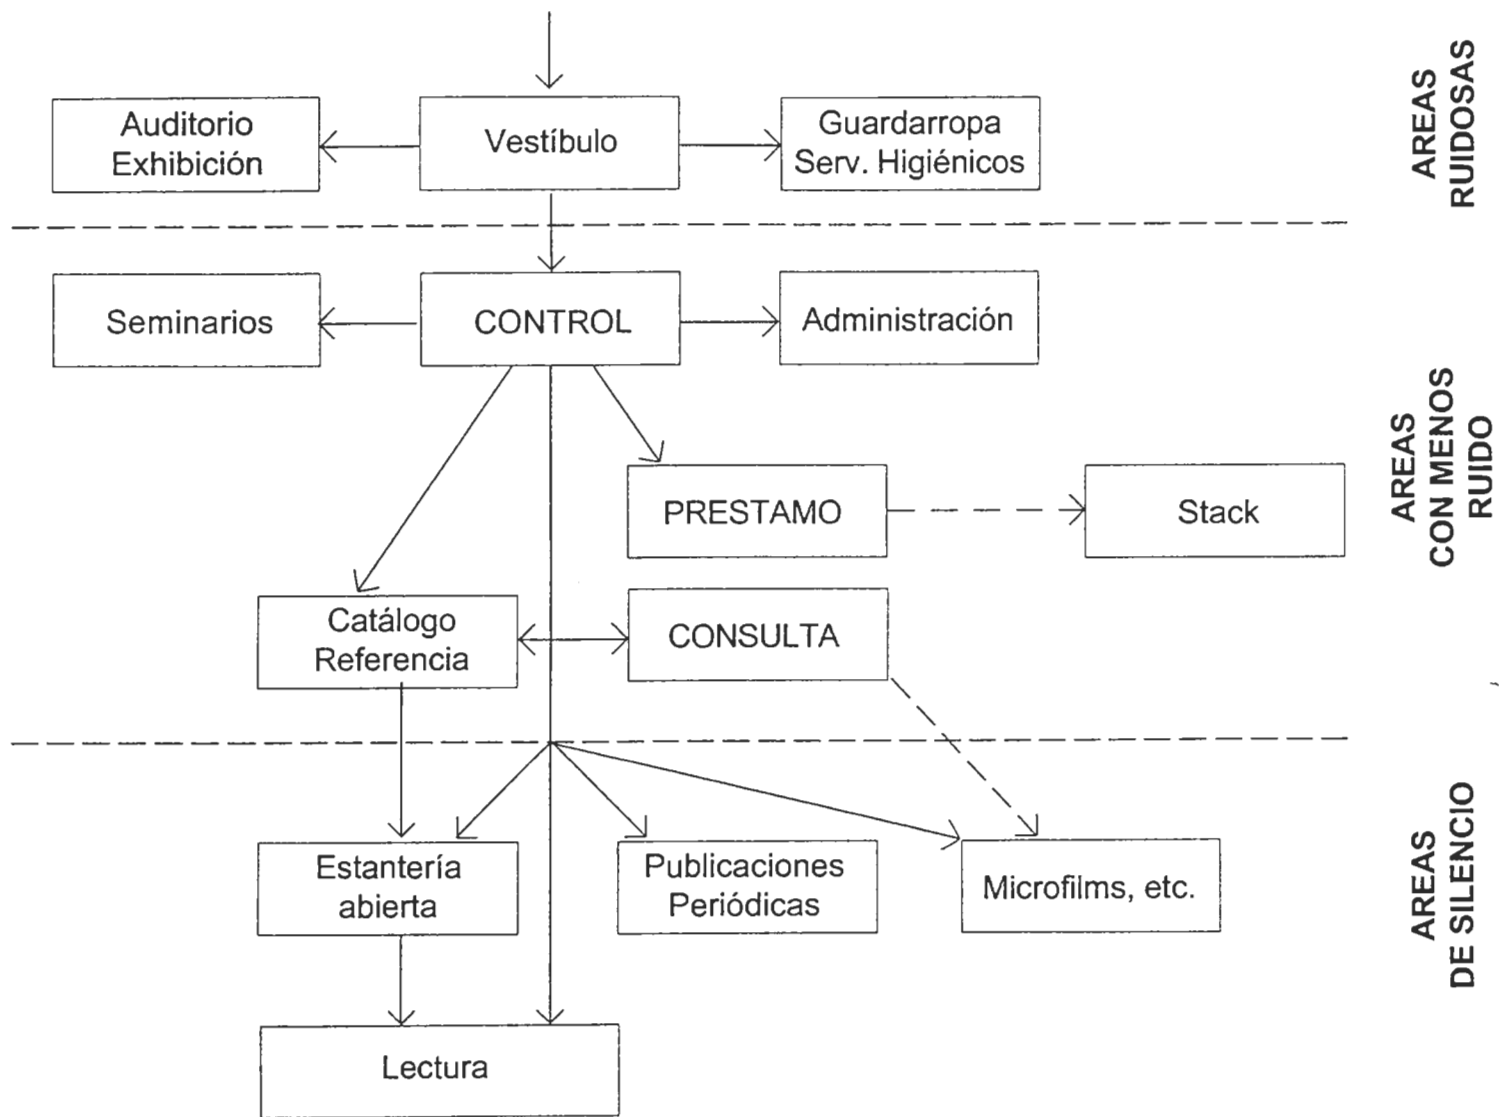 Auditorio
Exhibición
Vestíbulo
Guardarropa
Serv. Higiénicos
AREAS
RUIDOSAS
Seminarios
CONTROL
Administración
PRESTAMO
Stack
AREAS
CON MENOS
RUIDO
Catálogo
Referencia
CONSULTA
Estantería
abierta
Publicaciones
Periódicas
Microfilms, etc.
AREAS
DE SILENCIO
Lectura